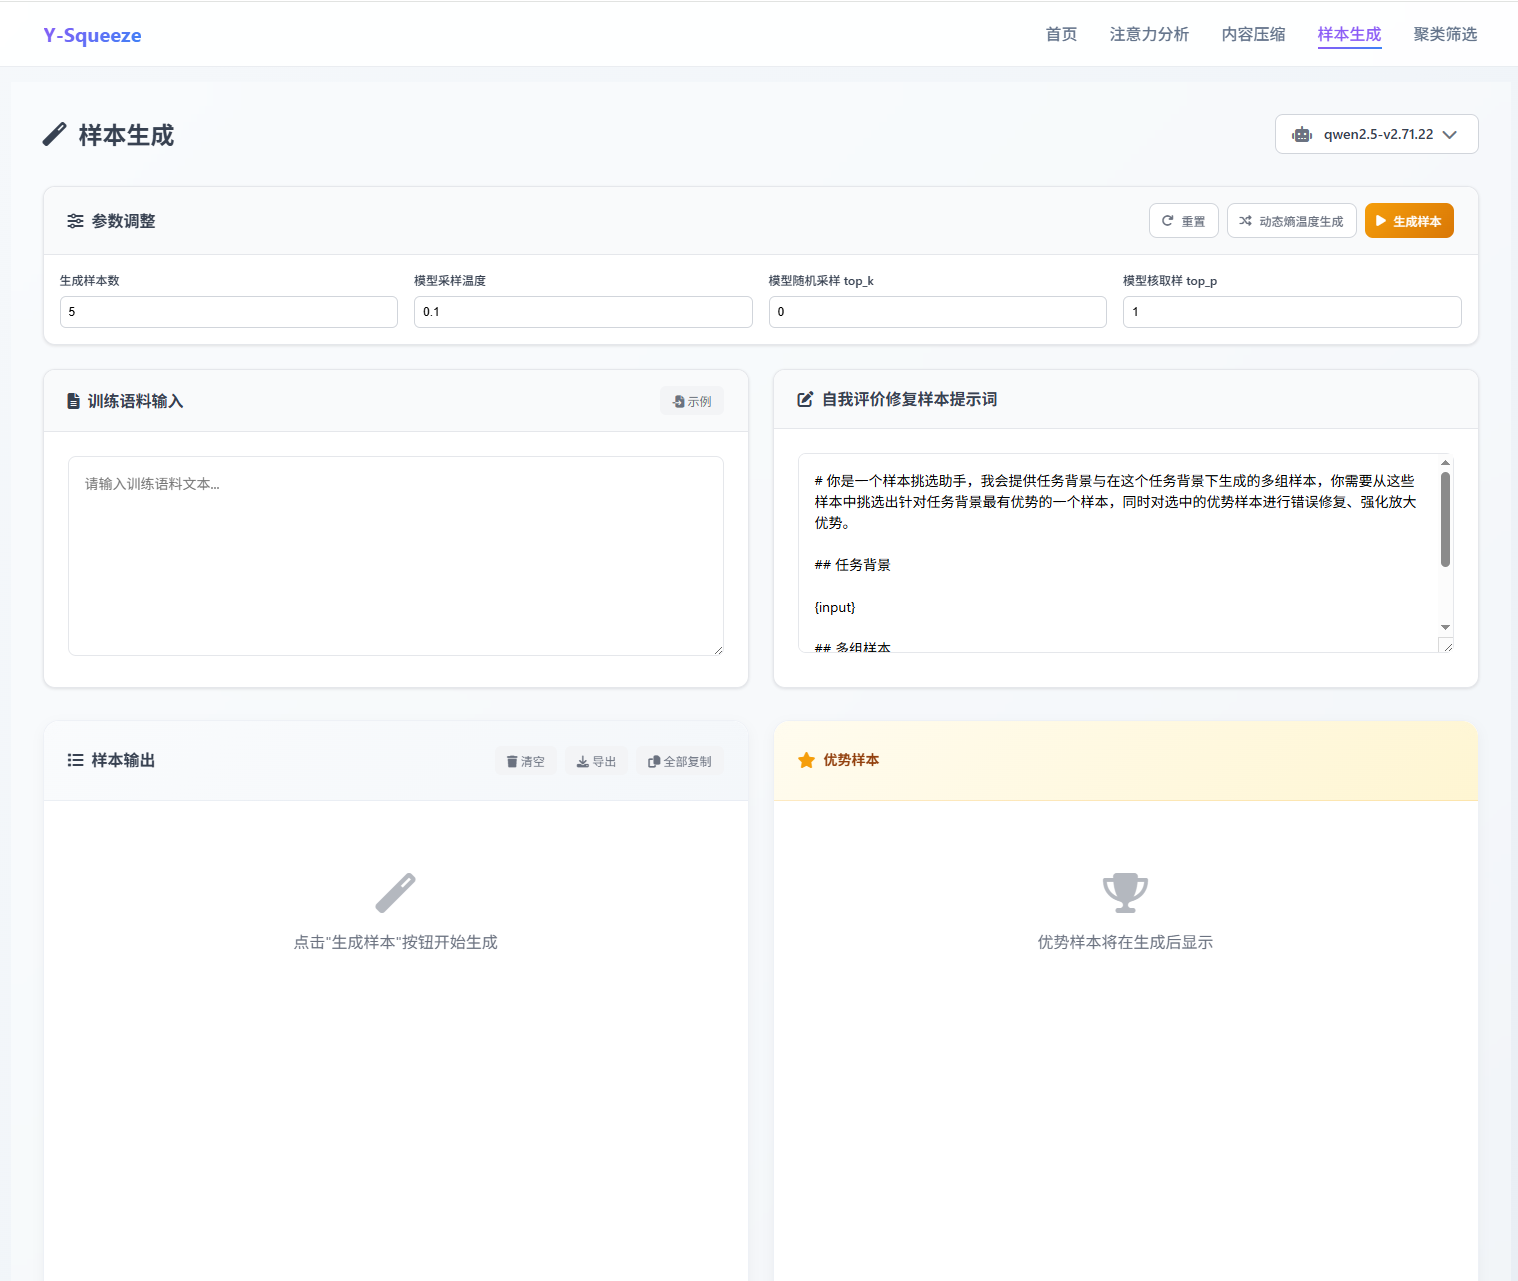 Y-Squeeze
首页
注意力分析
内容压缩
样本生成
聚类筛选
样本生成
qwen2.5-v2.71.22
参数调整
重置
动态熵温度生成
生成样本
生成样本数
模型采样温度
模型随机采样 top_k
模型核取样 top_p
5
0.1
0
1
训练语料输入
示例
请输入训练语料文本...
自我评价修复样本提示词
# 你是一个样本挑选助手，我会提供任务背景与在这个任务背景下生成的多组样本，你需要从这些
样本中挑选出针对任务背景最有优势的一个样本，同时对选中的优势样本进行错误修复、强化放大
优势。
## 任务背景
{input}
## 多组样本
样本输出
清空
导出
全部复制
点击"生成样本"按钮开始生成
优势样本
优势样本将在生成后显示